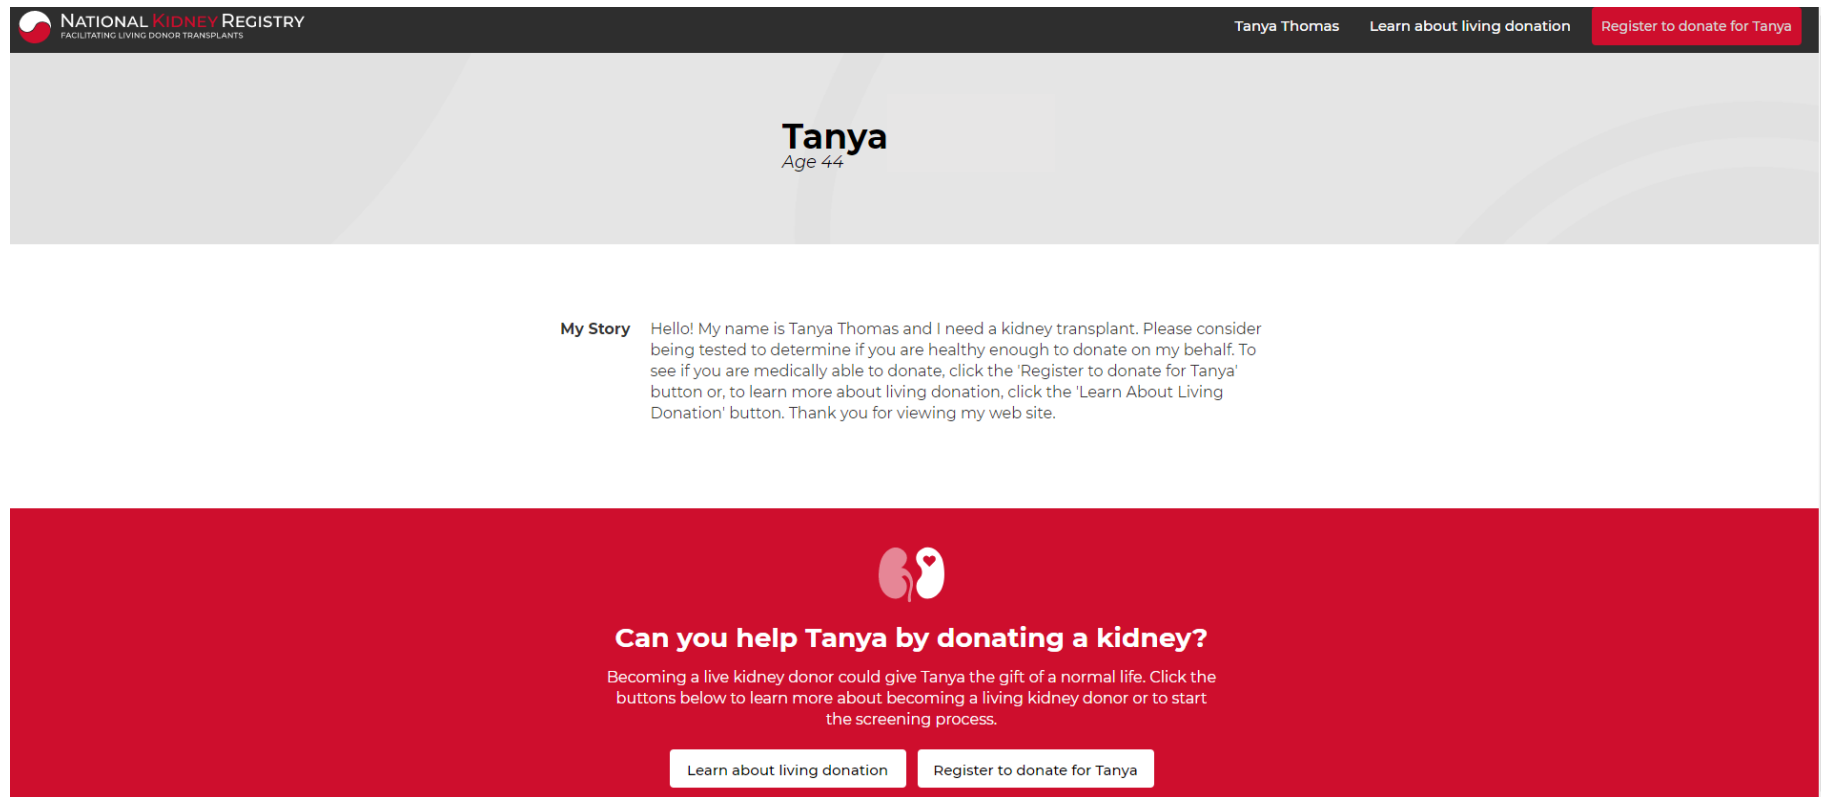 NATIONAL KIDNEY REGISTRY
FACILITATING LIVING DONOR TRANSPLANTS
Tanya Thomas
Learn about living donation
Register to donate for Tanya
Tanya
Age 44
My Story
Hello! My name is Tanya Thomas and I need a kidney transplant. Please consider
being tested to determine if you are healthy enough to donate on my behalf. To
see if you are medically able to donate, click the 'Register to donate for Tanya'
button or, to learn more about living donation, click the 'Learn About Living
Donation' button. Thank you for viewing my web site.
Can you help Tanya by donating a kidney?
Becoming a live kidney donor could give Tanya the gift of a normal life. Click the
buttons below to learn more about becoming a living kidney donor or to start
the screening process.
Learn about living donation
Register to donate for Tanya